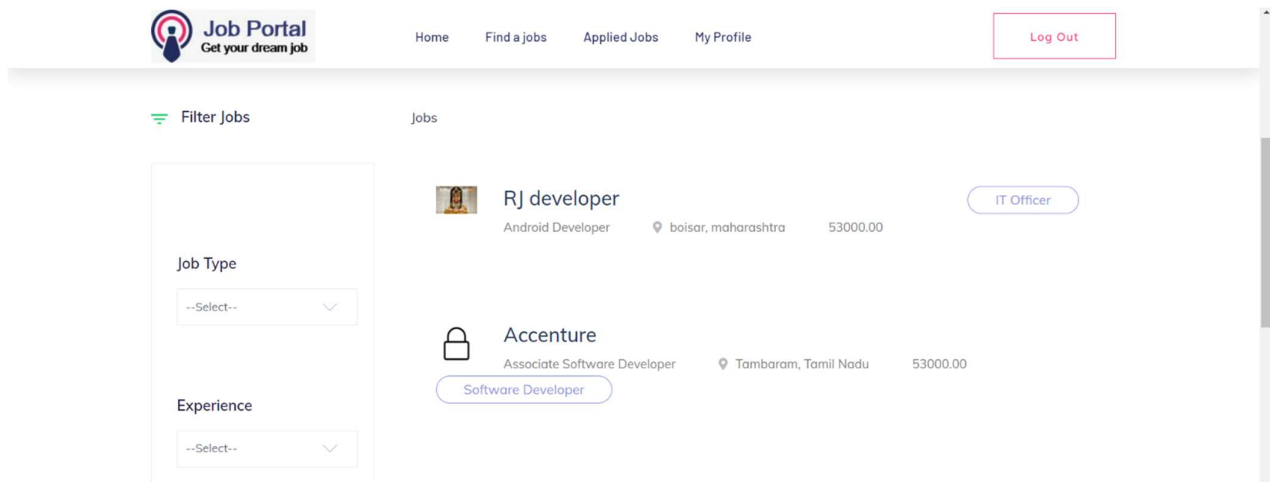 Job Portal
Get your dream job
Home Find a jobs Applied Jobs My Profile Log Out
Filter Jobs
Job Type
--Select--
Experience
--Select--
Jobs
RJ developer IT Officer
Android Developer boisar, maharashtra 53000.00
Accenture
Associate Software Developer Tambaram, Tamil Nadu 53000.00
Software Developer